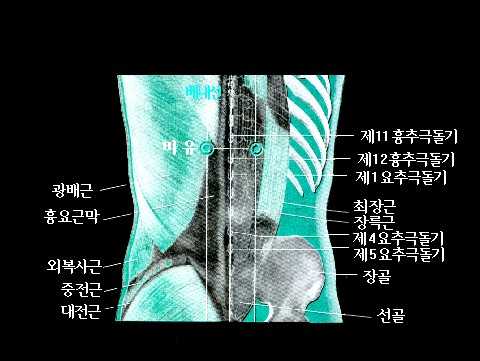 배내선
비 유
제11흉추극돌기
제12흉추극돌기
제1요추극돌기
광배근
흉요근막
최장근
장륵근
제4요추극돌기
제5요추극돌기
외복사근
중전근
대전근
장골
선골